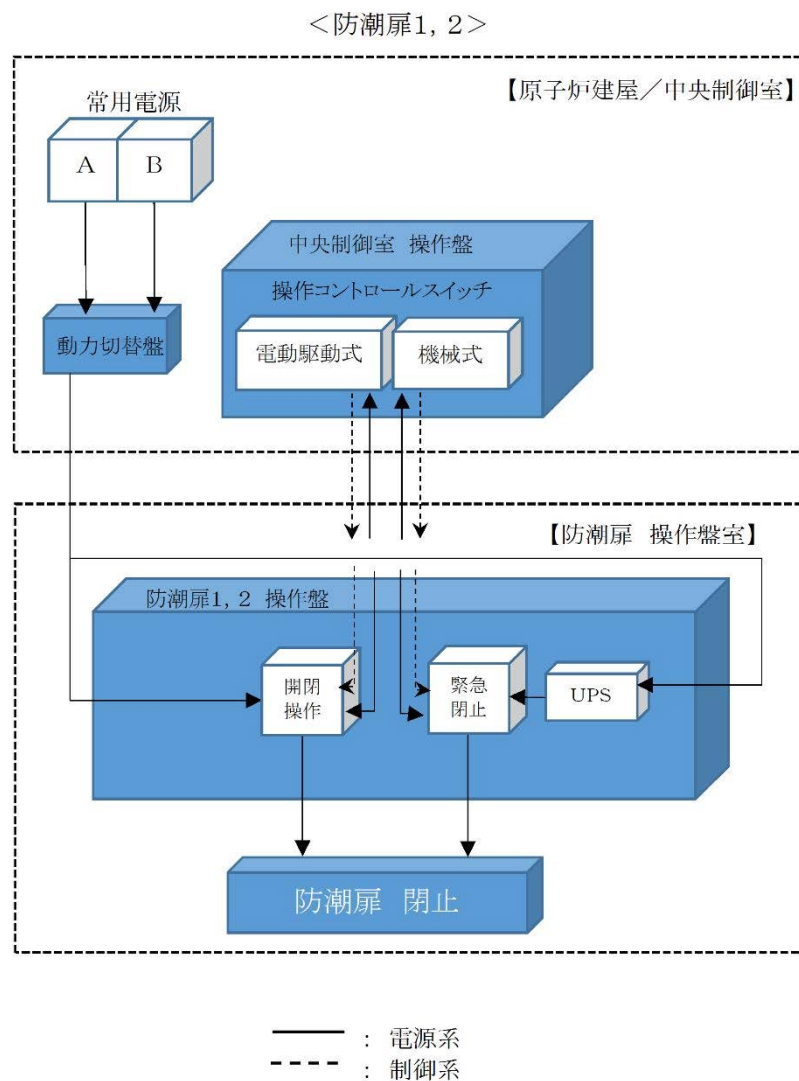 ＜防潮扉1，2＞
【原子炉建屋／中央制御室】
常用電源
A
B
中央制御室 操作盤
操作コントロールスイッチ
電動駆動式
機械式
動力切替盤
【防潮扉 操作盤室】
防潮扉1，2 操作盤
開閉
操作
緊急
閉止
UPS
防潮扉 閉止
： 電源系
： 制御系